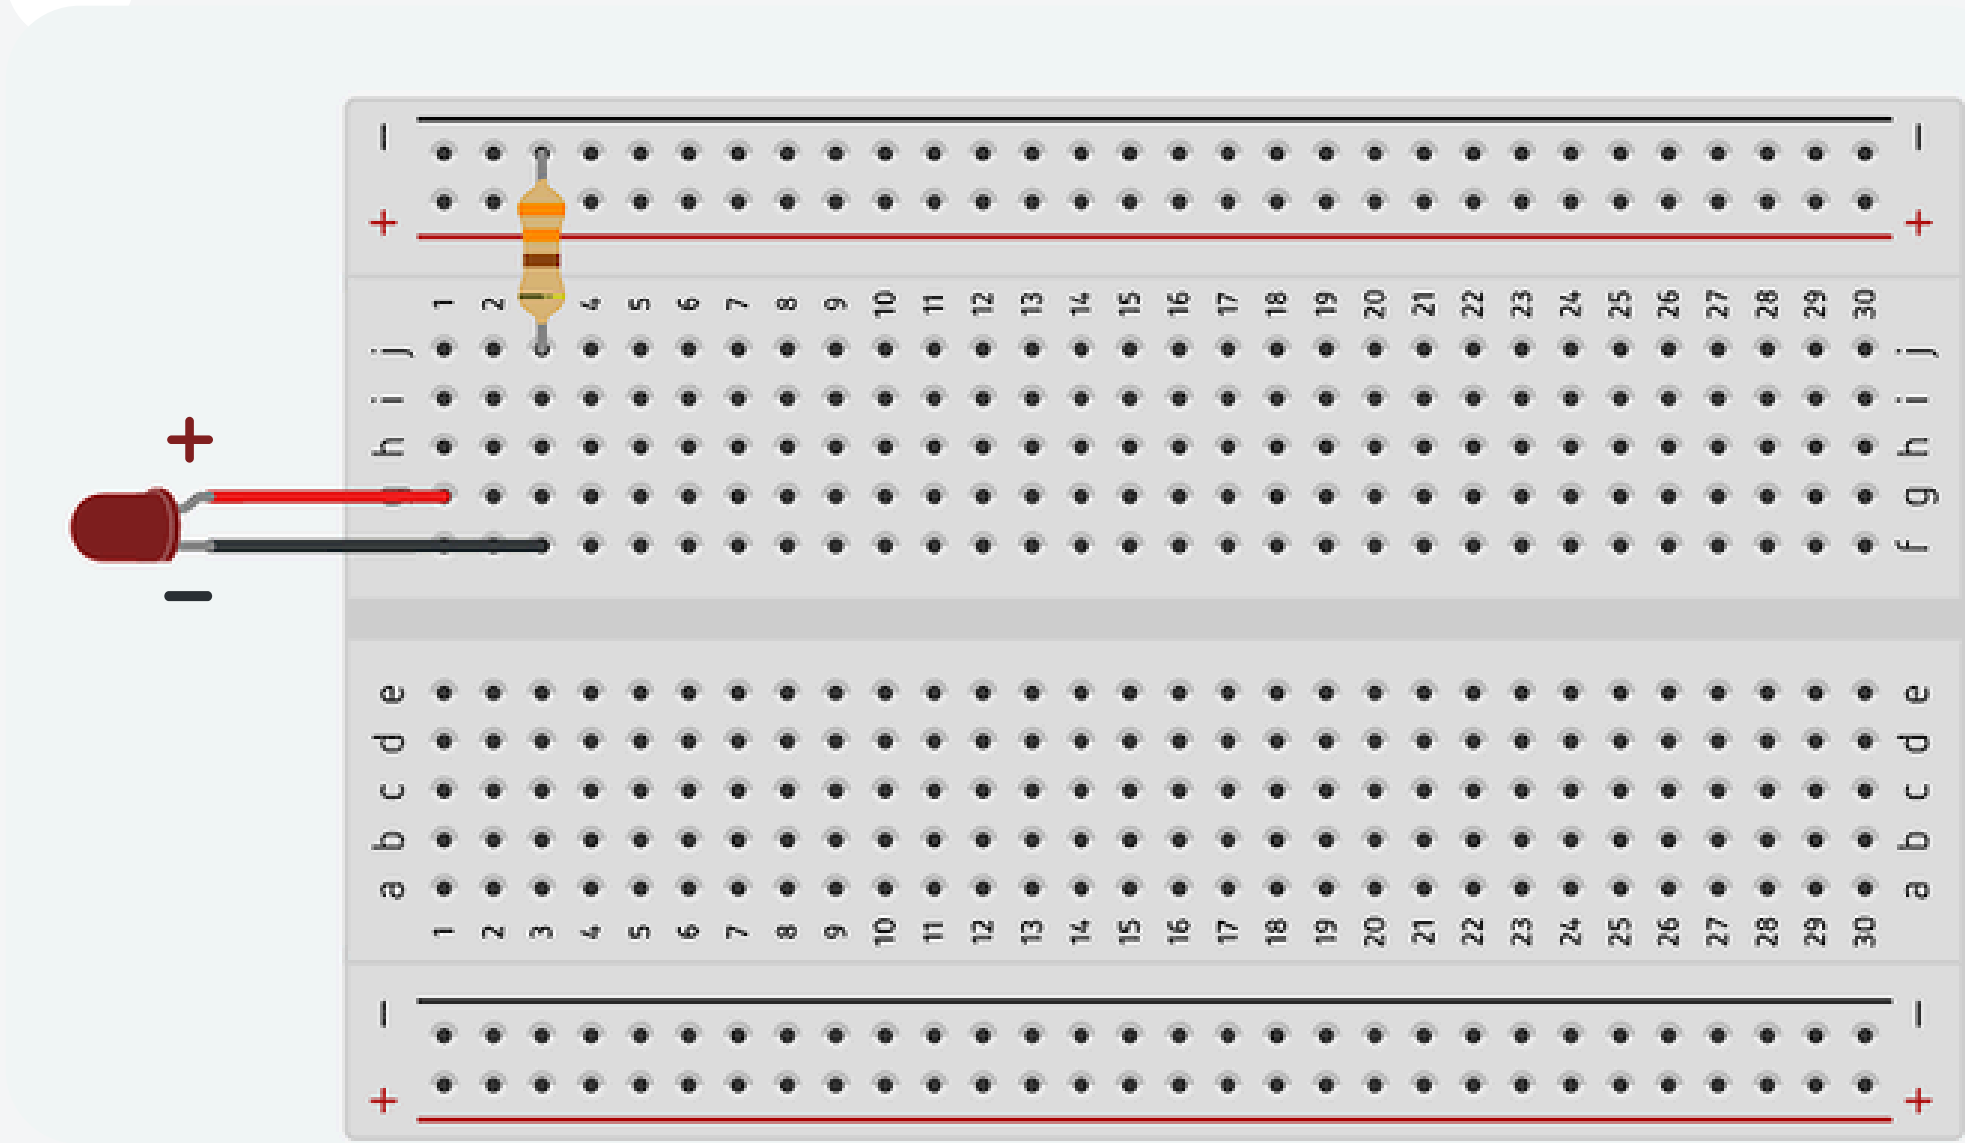 − −
+ +
1 2 4 5 6 7 8 9 10 11 12 13 14 15 16 17 18 19 20 21 22 23 24 25 26 27 28 29 30
j j
i i
+
h h
g
f
−
e e
d d
c c
b b
a a
1 2 3 4 5 6 7 8 9 10 11 12 13 14 15 16 17 18 19 20 21 22 23 24 25 26 27 28 29 30
− −
+ +